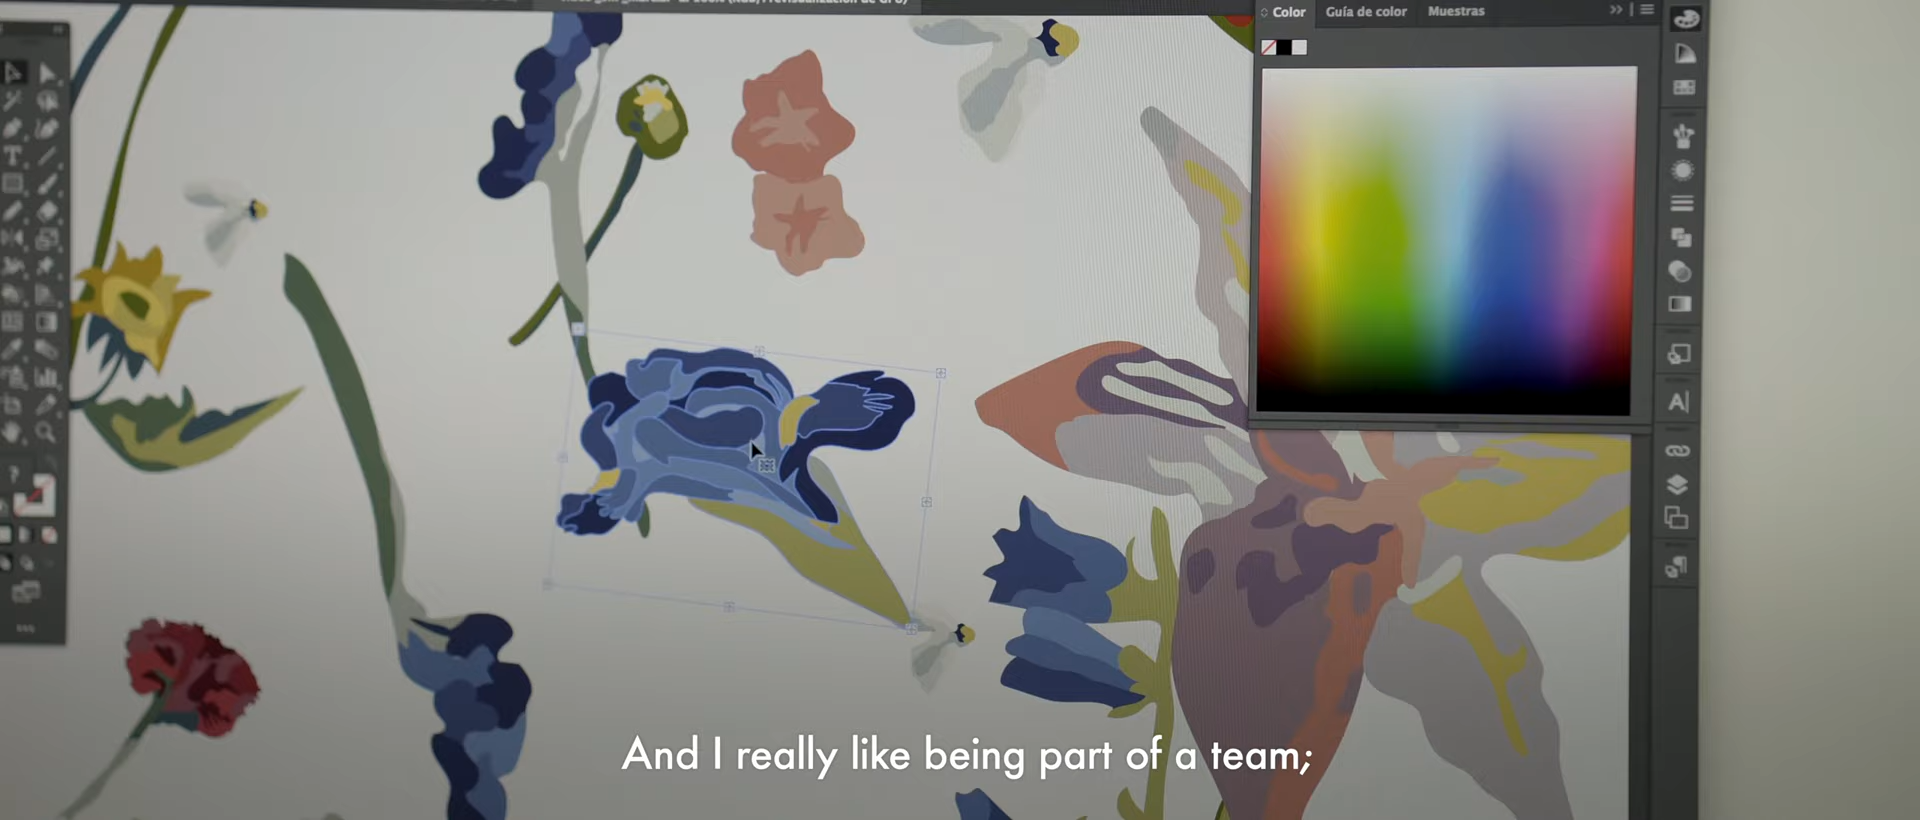 Color
Guía de color
Muestras
And I really like being part of a team;